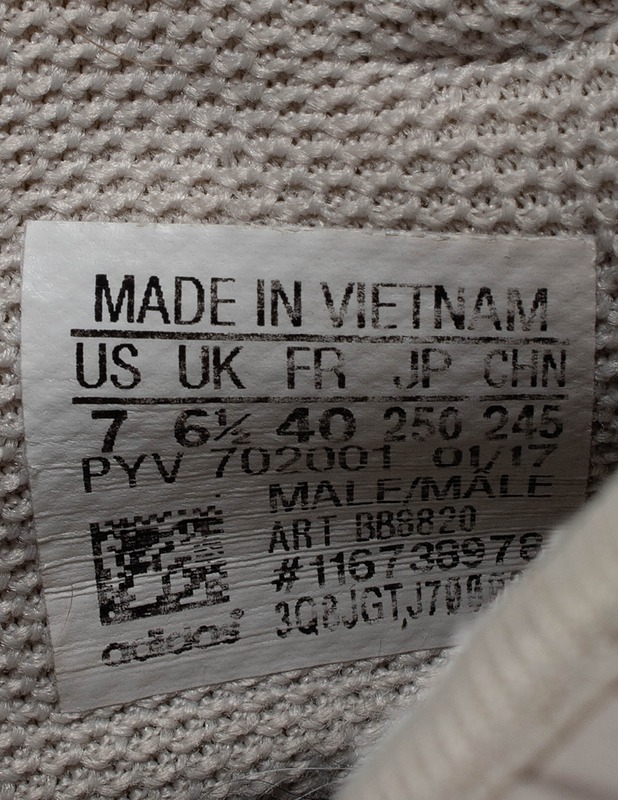 MADE IN VIETNAM
US UK FR JP CHN
7 6½ 40 250 245
PYV 702001 01/17
MALE/MÂLE
ART BB8820
#116738978
adidas